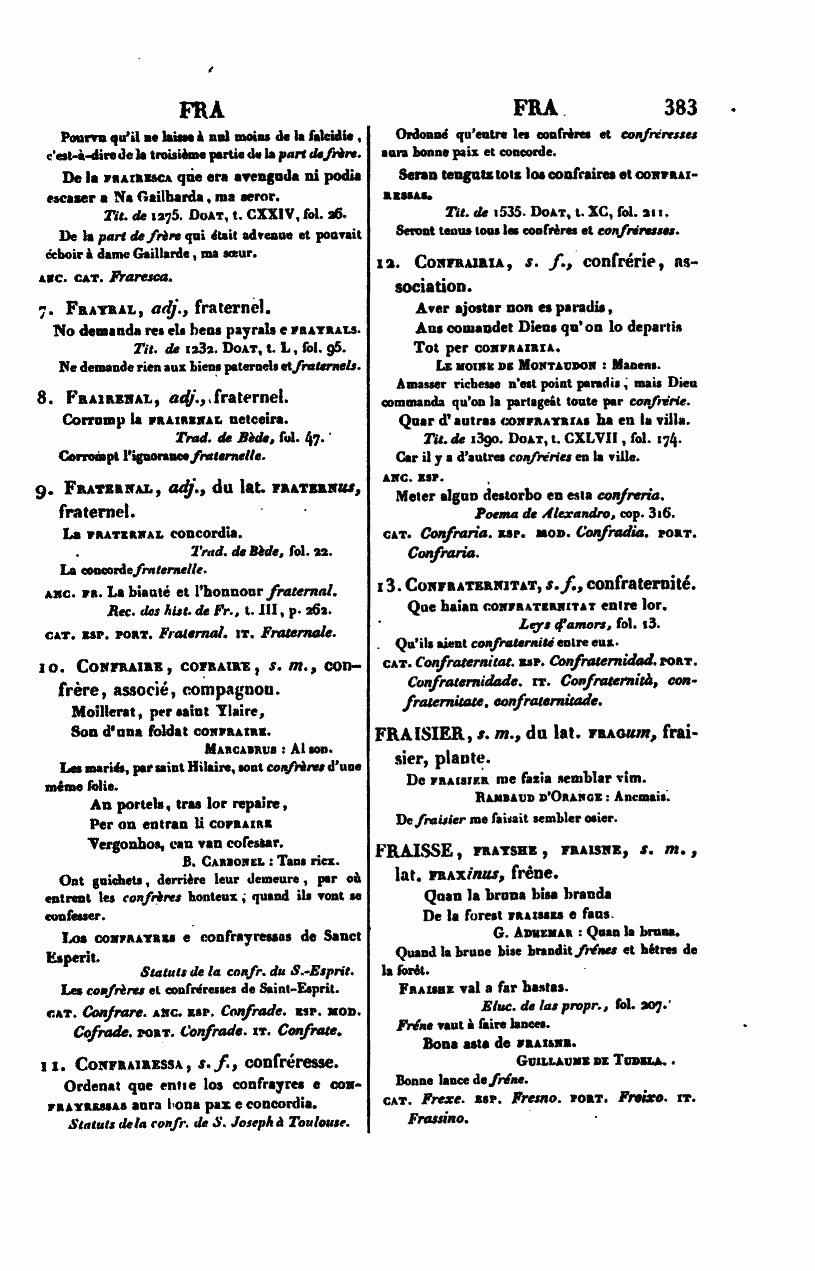 FRA
Pourvu qu'il ne laisse à nul moins de la falcidie,
c'est-à-dire de la troisième partie de la part de frère.
De la FRAIRESCA que era avenguda ni podia
escazer a Na Gailharda, ma seror.
Tit. de 1275. DOAT, t. CXXIV, fol. 26.
De la part de frère qui était advenue et pouvait
échoir à dame Gaillarde, ma sœur.
ANC. CAT. Fraresca.
7. FRAYRAL, adj., fraternel.
No demanda res els bens payrals e FRAYRALS.
Tit. de 1232. DOAT, t. L, fol. 95.
Ne demande rien aux biens paternels et fraternels.
8. FRAIRENAL, adj., fraternel.
Corrump la FRAIRENAL netceira.
Trad. de Bède, fol. 47.
Corrompt l'ignorance fraternelle.
9. FRATERNAL, adj., du lat. FRATERNUS,
fraternel.
La FRATERNAL concordia.
Trad. de Bède, fol. 22.
La concorde fraternelle.
ANC. FR. La biauté et l'honnour fraternal.
Rec. des hist. de Fr., t. III, p. 262.
CAT. ESP. PORT. Fraternal. IT. Fraternale.
10. CONFRAIRE, COFRAIRE, s. m., con-
frère, associé, compagnon.
Moillerat, per saint Ylaire,
Son d'una foldat CONFRAIRE.
MARCABRUS : Al son.
Les mariés, par saint Hilaire, sont confrères d'une
même folie.
An portels, tras lor repaire,
Per on entran li COFRAIRE
Vergonhos, can van cofessar.
B. CARBONEL : Tans ricx.
Ont guichets, derrière leur demeure, par où
entrent les confrères honteux, quand ils vont se
confesser.
Los CONFRAYRES e confrayressas de Sanct
Esperit.
Statuts de la confr. du S.-Esprit.
Les confrères et confréresses de Saint-Esprit.
CAT. Confrare. ANC. ESP. Confrade. ESP. MOD.
Cofrade. PORT. Confrade. IT. Confrate.
11. CONFRAIRESSA, s. f., confréresse.
Ordenat que entre los confrayres e CON-
FRAYRESSAS aura bona pax e concordia.
Statuts de la confr. de S. Joseph à Toulouse.
FRA 383
Ordonné qu'entre les confrères et confréresses
aura bonne paix et concorde.
Seran tenguts totz los confraires et CONFRAI-
RESSAS.
Tit. de 1535. DOAT, t. XC, fol. 211.
Seront tenus tous les confrères et confréresses.
12. CONFRAIRIA, s. f., confrérie, as-
sociation.
Aver ajostar non es paradis,
Ans comandet Dieus qu'on lo departis
Tot per CONFRAIRIA.
LE MOINE DE MONTAUDON : Manens.
Amasser richesse n'est point paradis, mais Dieu
commanda qu'on la partageât toute par confrérie.
Quar d'autras CONFRAYRIAS ha en la villa.
Tit. de 1390. DOAT, t. CXLVII, fol. 174.
Car il y a d'autres confréries en la ville.
ANC. ESP.
Meter algun destorbo en esta confreria.
Poema de Alexandro, cop. 316.
CAT. Confraria. ESP. MOD. Confradia. PORT.
Confraria.
13. CONFRATERNITAT, s. f., confraternité.
Que haian CONFRATERNITAT entre lor.
Leys d'amors, fol. 13.
Qu'ils aient confraternité entre eux.
CAT. Confraternitat. ESP. Confraternidad. PORT.
Confraternidade. IT. Confraternità, con-
fraternitate, confraternitade.
FRAISIER, s. m., du lat. FRAGum, frai-
sier, plante.
De FRAISIER me fazia semblar vim.
RAMBAUD D'ORANGE : Ancmais.
De fraisier me faisait sembler osier.
FRAISSE, FRAYSHE, FRAISNE, s. m.,
lat. FRAXinus, frêne.
Quan la bruna bisa branda
De la forest FRAISSES e faus.
G. ADHEMAR : Quan la bruna.
Quand la brune bise brandit frênes et hêtres de
la forêt.
FRAISHE val a far hastas.
Eluc. de las propr., fol. 207.
Frêne vaut à faire lances.
Bona asta de FRAISNE.
GUILLAUME DE TUDELA.
Bonne lance de frêne.
CAT. Frexe. ESP. Fresno. PORT. Freixo. IT.
Frassino.